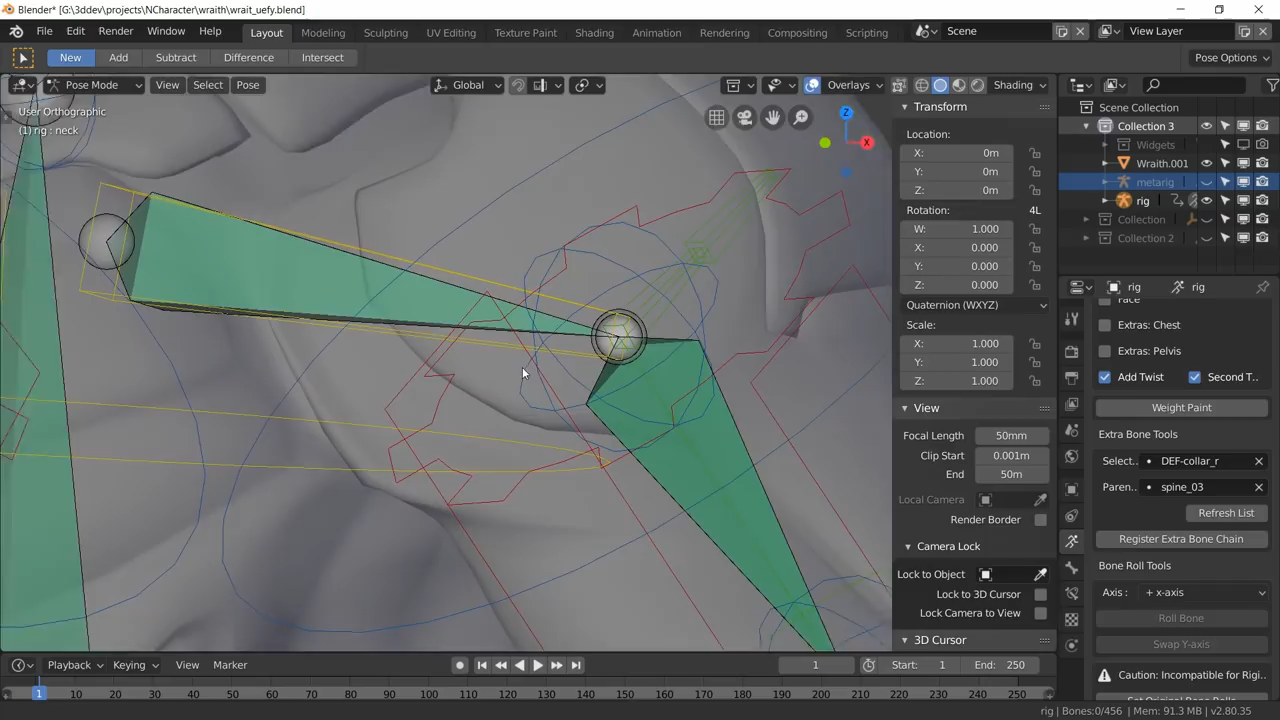 Blender* [G:\3ddev\projects\NCharacter\wraith\wrait_uefy.blend]
File Edit Render Window Help Layout Modeling Sculpting UV Editing Texture Paint Shading Animation Rendering Compositing Scripting Scene View Layer
New Add Subtract Difference Intersect Pose Options
Pose Mode View Select Pose Global Overlays Shading
User Orthographic
(1) rig : neck
Z
X
Transform
Location:
X: 0m
Y: 0m
Z: 0m
Rotation: 4L
W: 1.000
X: 0.000
Y: 0.000
Z: 0.000
Quaternion (WXYZ)
Scale:
X: 1.000
Y: 1.000
Z: 1.000
View
Focal Length 50mm
Clip Start 0.001m
End 50m
Local Camera
Render Border
Camera Lock
Lock to Object
Lock to 3D Cursor
Lock Camera to View
3D Cursor
Scene Collection
Collection 3
Widgets
Wraith.001
metarig
rig
Collection
Collection 2
rig rig
Face
Extras: Chest
Extras: Pelvis
Add Twist Second T..
Weight Paint
Extra Bone Tools
Select.. DEF-collar_r
Paren.. spine_03
Refresh List
Register Extra Bone Chain
Bone Roll Tools
Axis : + x-axis
Roll Bone
Swap Y-axis
Caution: Incompatible for Rigi..
Set Original Bone Rolls
Playback Keying View Marker 1 Start: 1 End: 250
1 10 20 30 40 50 60 70 80 90 100 110 120 130 140 150 160 170 180 190 200 210 220 230 240 250
rig | Bones:0/456 | Mem: 91.3 MB | v2.80.35